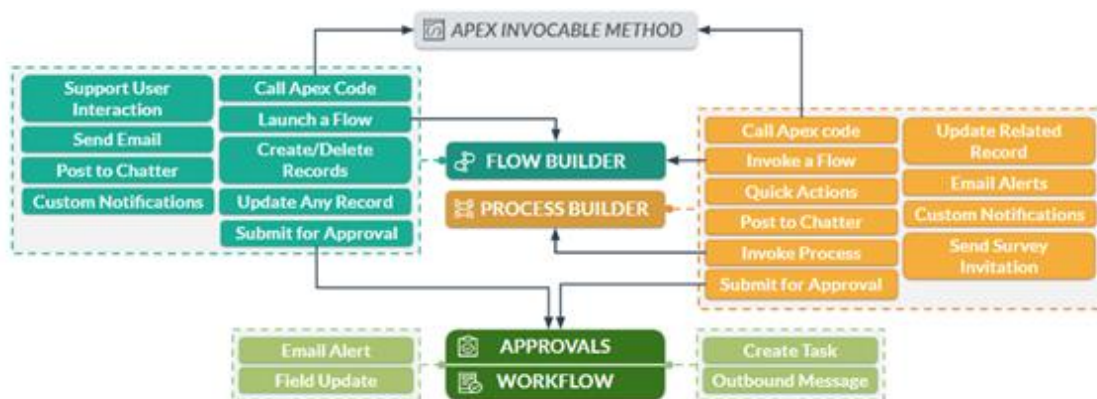 APEX INVOCABLE METHOD
Support User
Interaction
Send Email
Post to Chatter
Custom Notifications
Call Apex Code
Launch a Flow
Create/Delete
Records
Update Any Record
Submit for Approval
FLOW BUILDER
PROCESS BUILDER
Call Apex code
Invoke a Flow
Quick Actions
Post to Chatter
Invoke Process
Submit for Approval
Update Related
Record
Email Alerts
Custom Notifications
Send Survey
Invitation
Email Alert
Field Update
APPROVALS
WORKFLOW
Create Task
Outbound Message